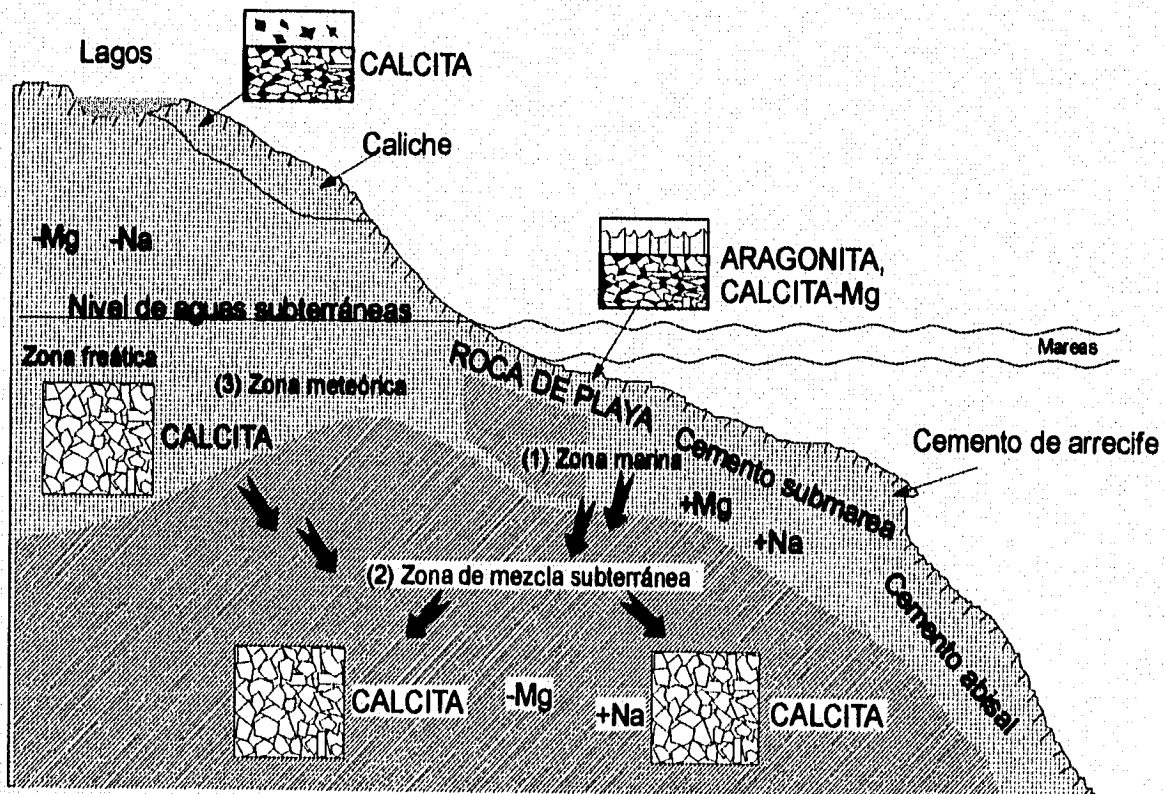 Lagos
CALCITA
Caliche
-Mg -Na
ARAGONITA,
CALCITA-Mg
Nivel de aguas subterráneas
Mareas
Zona freática
(3) Zona meteórica
CALCITA
ROCA DE PLAYA
(1) Zona marina
Cemento submarea
Cemento de arrecife
+Mg
+Na
(2) Zona de mezcla subterránea
Cemento abisal
CALCITA
-Mg
+Na
CALCITA